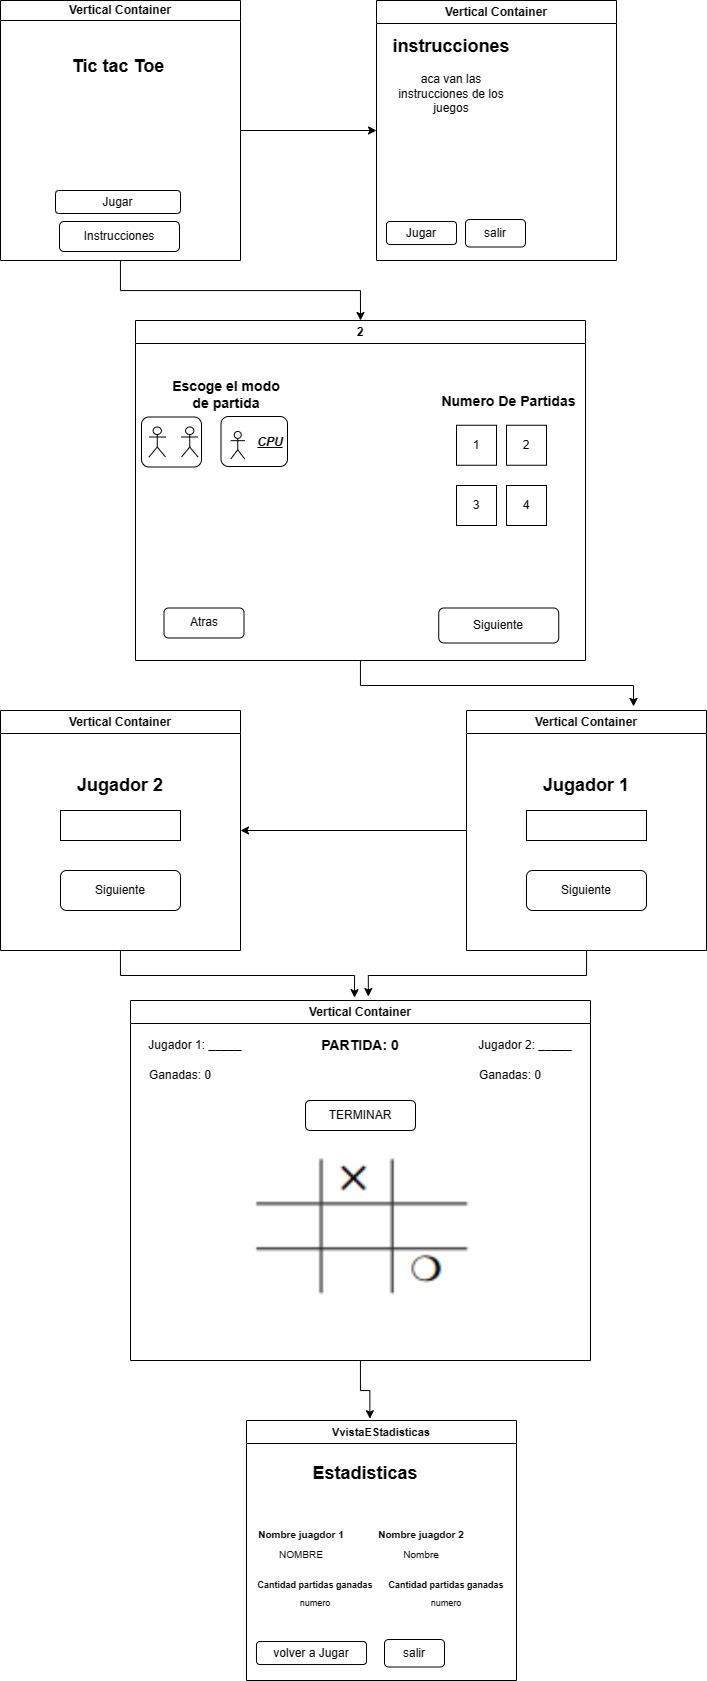 Vertical Container
Tic tac Toe
Jugar
Instrucciones
Vertical Container
instrucciones
aca van las
instrucciones de los
juegos
Jugar
salir
2
Escoge el modo
de partida
CPU
Numero De Partidas
1
2
3
4
Atras
Siguiente
Vertical Container
Jugador 2
Siguiente
Vertical Container
Jugador 1
Siguiente
Vertical Container
Jugador 1: _____
PARTIDA: 0
Jugador 2: _____
Ganadas: 0
Ganadas: 0
TERMINAR
VvistaEStadisticas
Estadisticas
Nombre juagdor 1
Nombre juagdor 2
NOMBRE
Nombre
Cantidad partidas ganadas
Cantidad partidas ganadas
numero
numero
volver a Jugar
salir